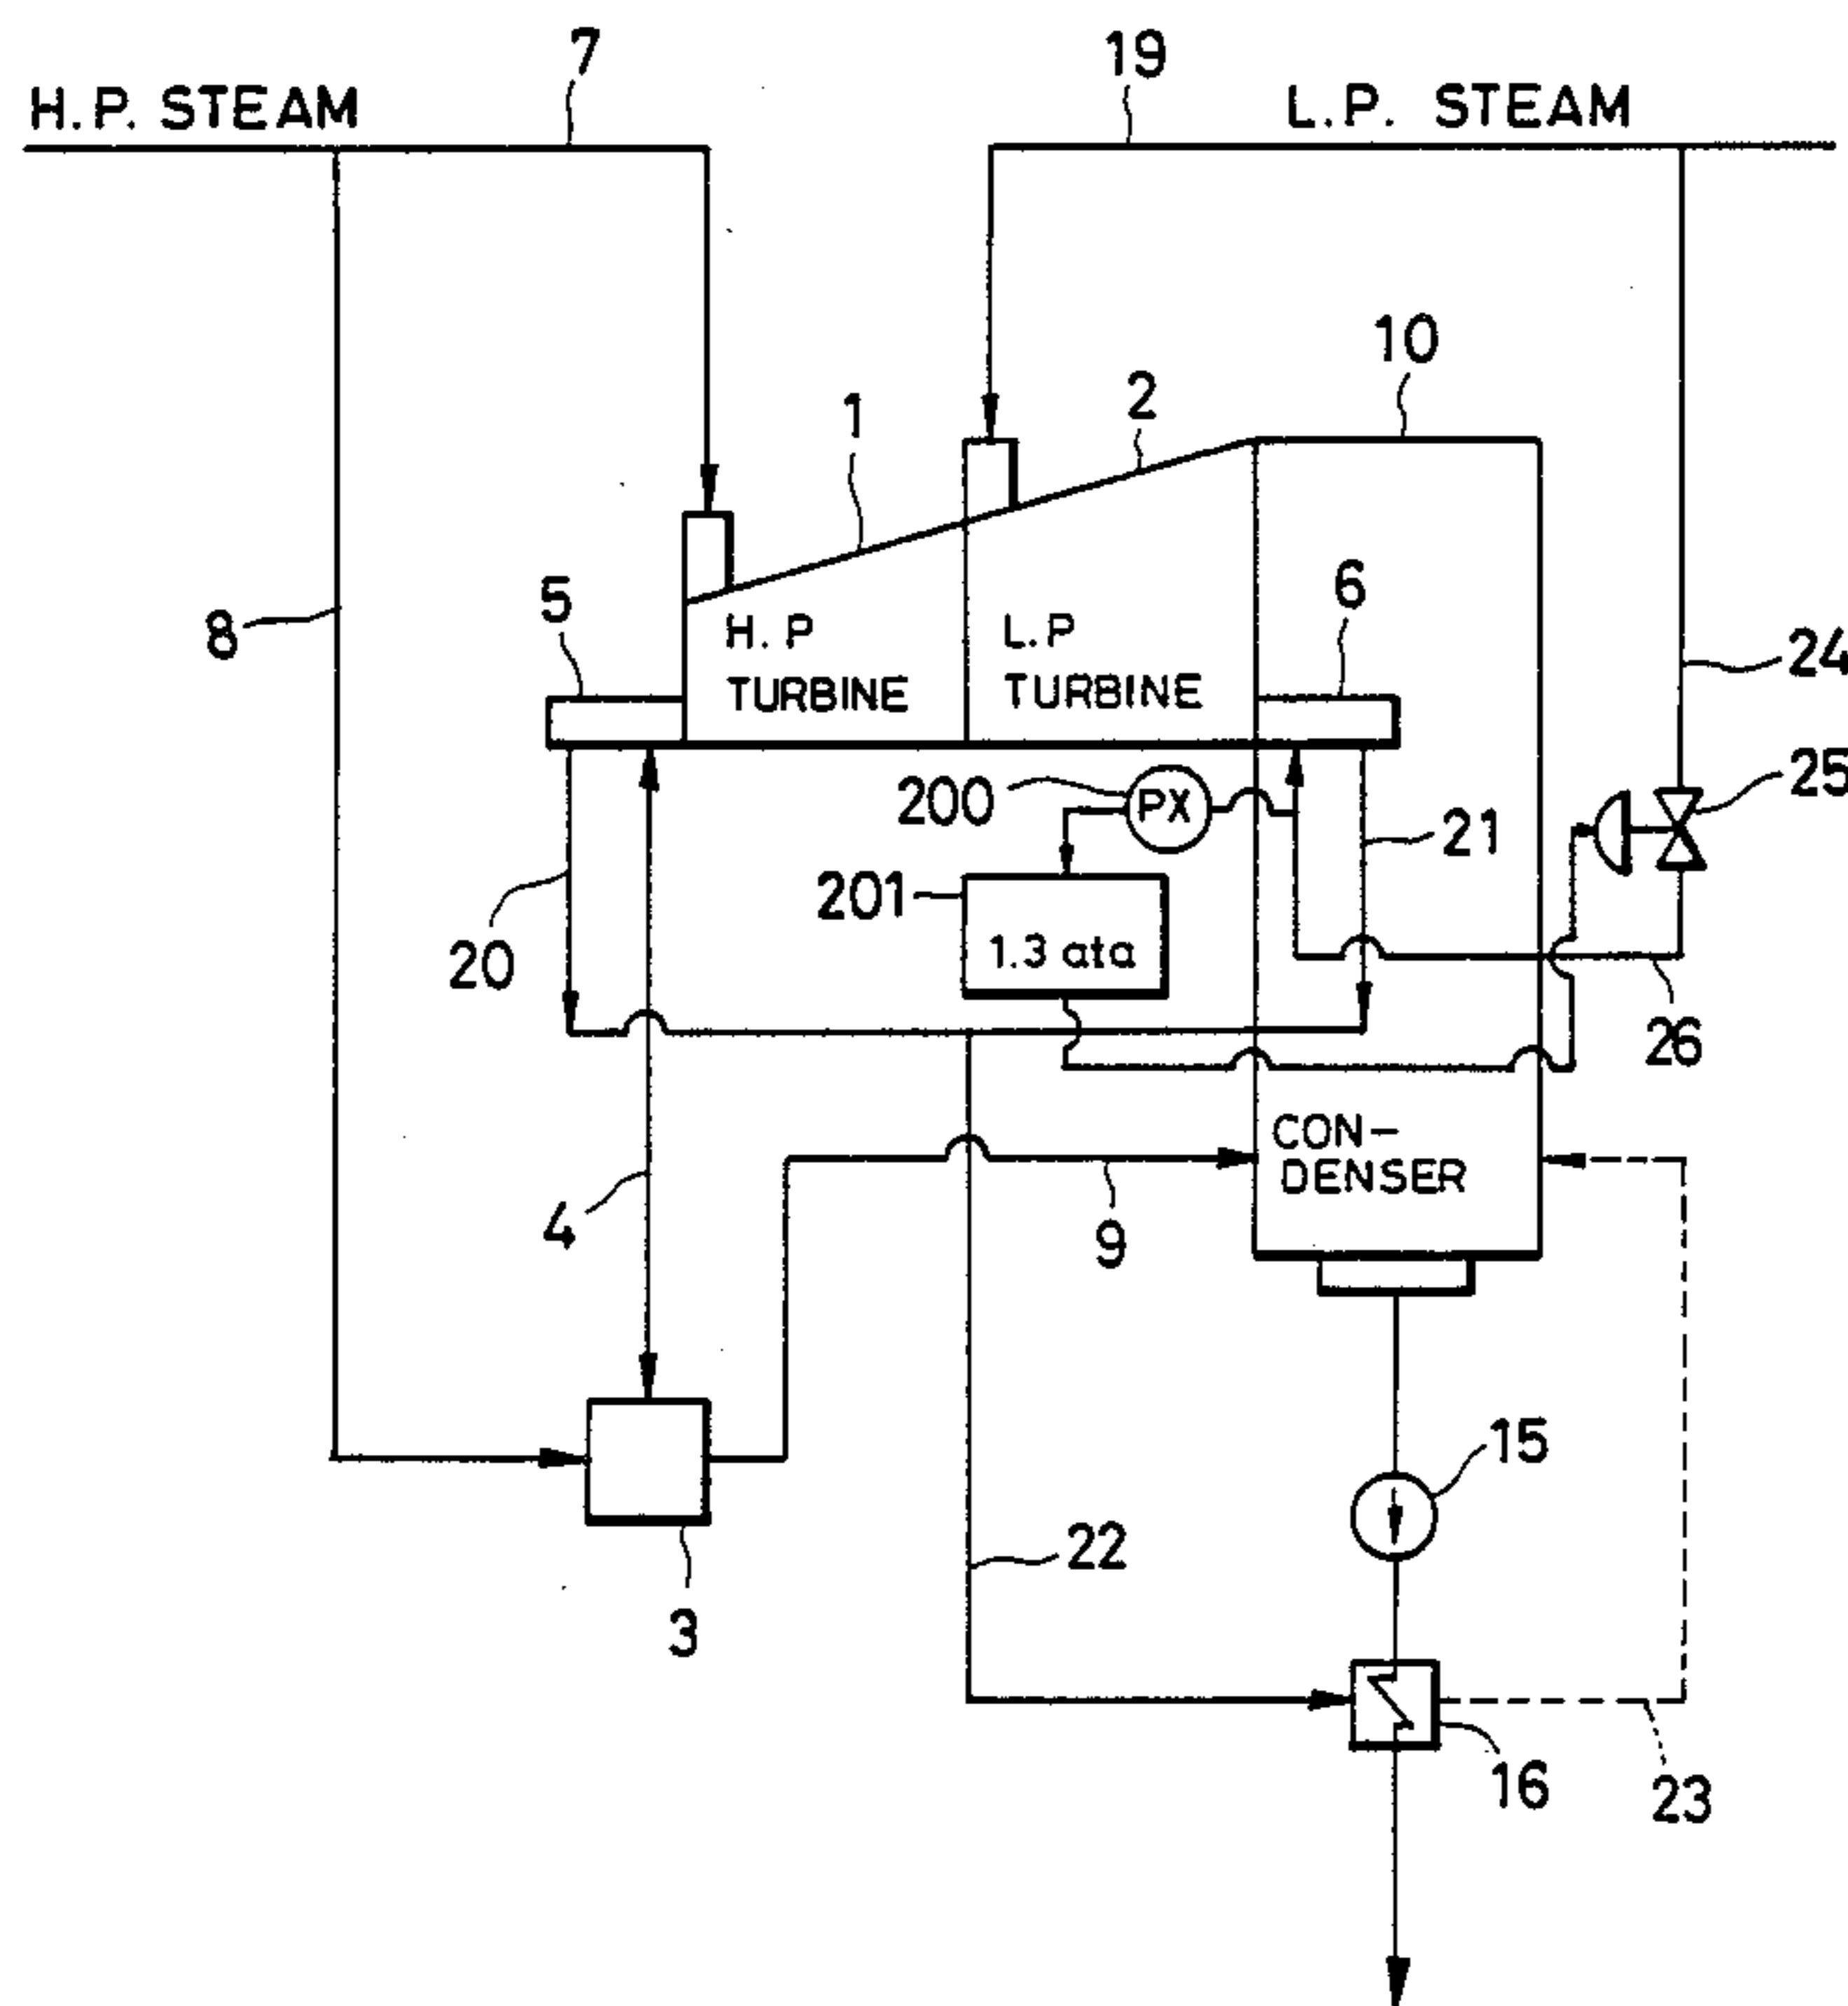 7
19
H.P. STEAM
L.P. STEAM
10
2
1
5
6
8
H.P
TURBINE
L.P
TURBINE
24
25
200
PX
21
201
1.3 ata
20
26
CON-
DENSER
4
9
15
22
3
16
23